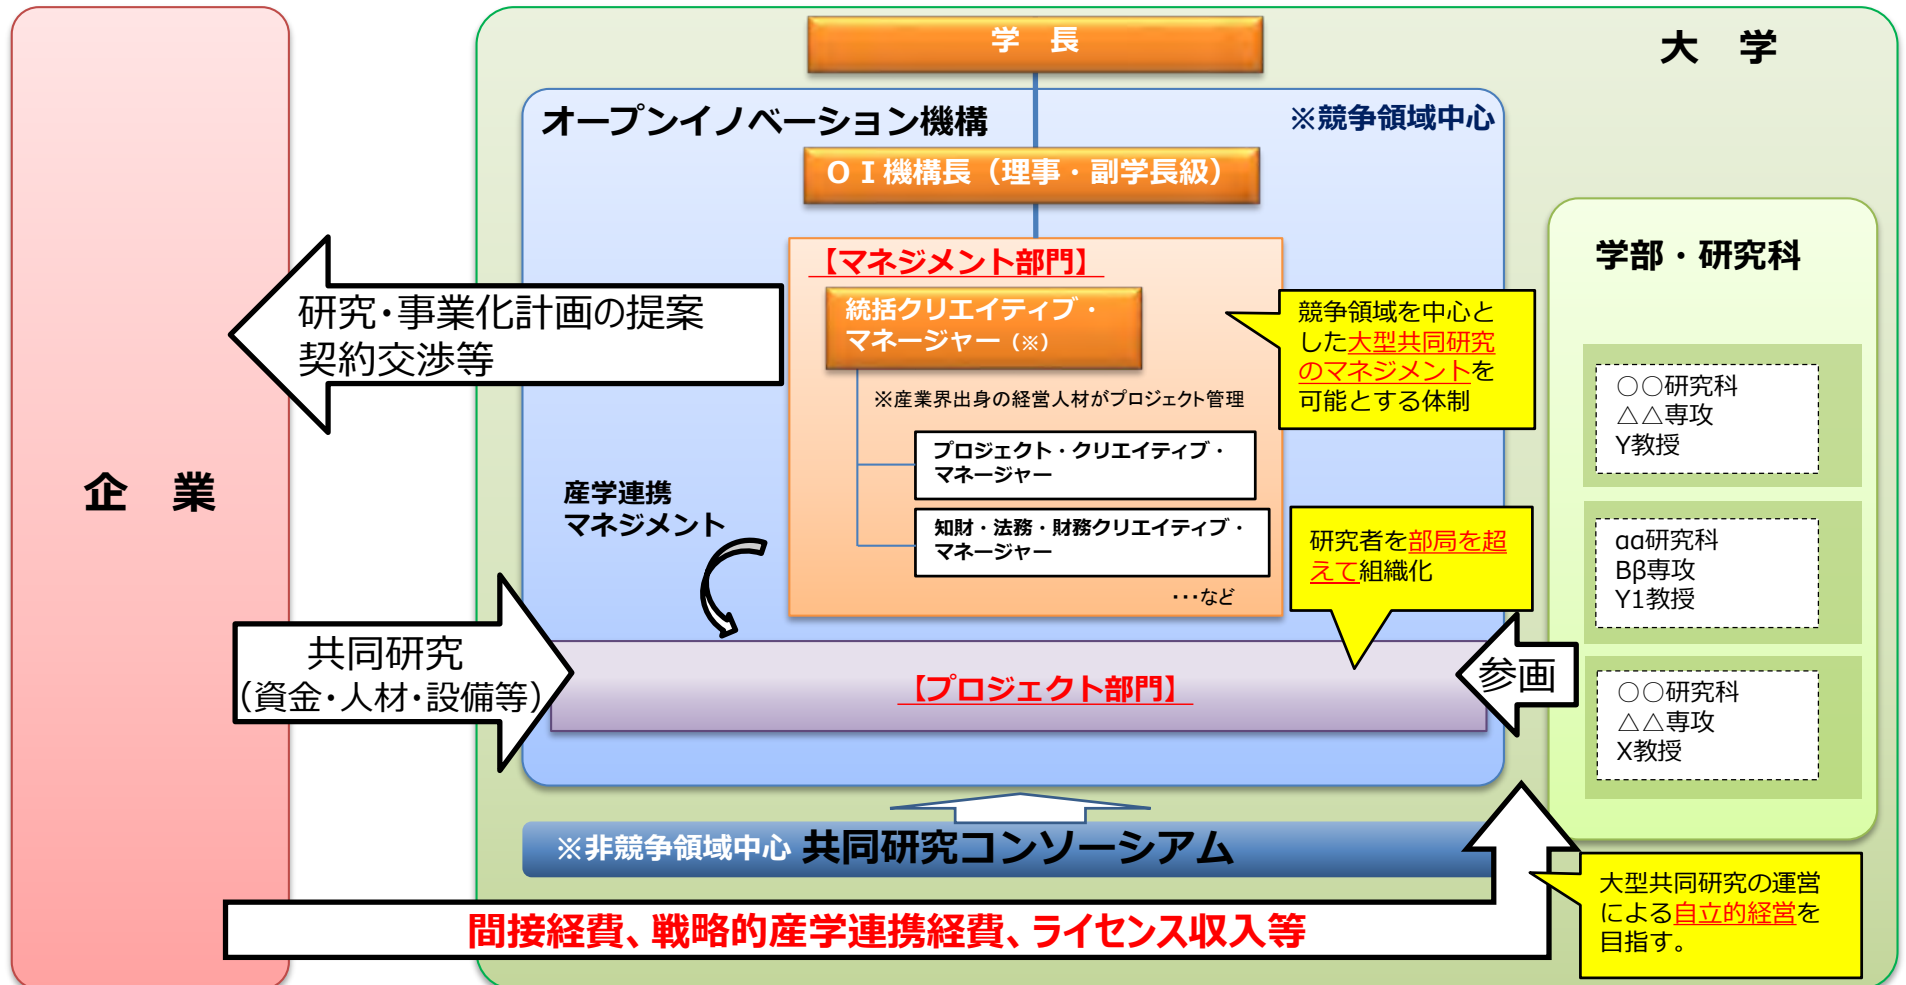 学 長
大 学
オープンイノベーション機構
※競争領域中心
OI機構長（理事・副学長級）
【マネジメント部門】
統括クリエイティブ・
マネージャー（※）
※産業界出身の経営人材がプロジェクト管理
プロジェクト・クリエイティブ・
マネージャー
知財・法務・財務クリエイティブ・
マネージャー
・・・など
競争領域を中心と
した大型共同研究
のマネジメントを
可能とする体制
研究・事業化計画の提案
契約交渉等
企 業
産学連携
マネジメント
研究者を部局を超
えて組織化
共同研究
（資金・人材・設備等）
【プロジェクト部門】
参画
学部・研究科
○○研究科
△△専攻
Y教授
αα研究科
Ββ専攻
Y1教授
○○研究科
△△専攻
X教授
※非競争領域中心 共同研究コンソーシアム
間接経費、戦略的産学連携経費、ライセンス収入等
大型共同研究の運営
による自立的経営を
目指す。